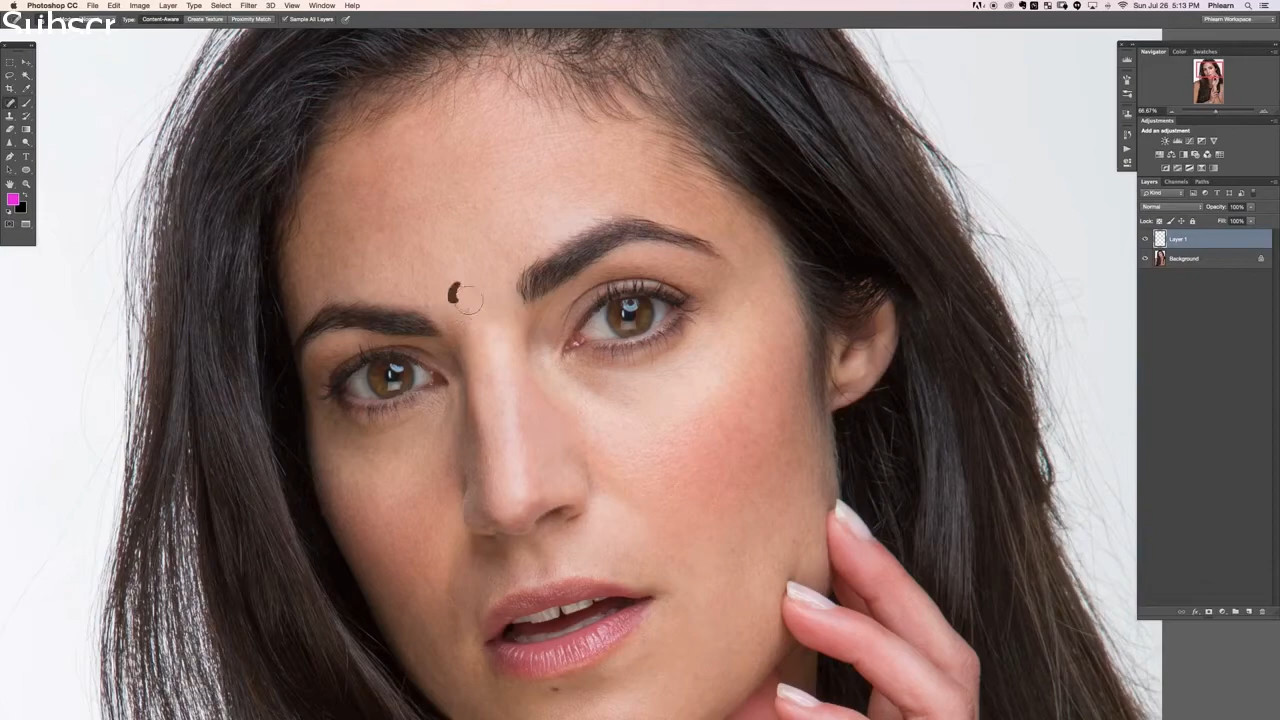 Photoshop CC File Edit Image Layer Type Select Filter 3D View Window Help
Sun Jul 26 5:13 PM Phlearn
Subscr
Type: Content-Aware Create Texture Proximity Match Sample All Layers
Phlearn Workspace
Navigator Color Swatches
66.67%
Adjustments
Add an adjustment
Layers Channels Paths
Kind
Normal Opacity: 100%
Lock: Fill: 100%
Layer 1
Background
T